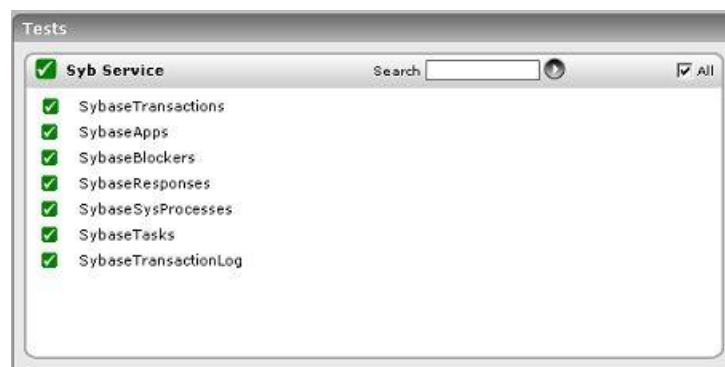 Tests
Syb Service Search All
SybaseTransactions
SybaseApps
SybaseBlockers
SybaseResponses
SybaseSysProcesses
SybaseTasks
SybaseTransactionLog